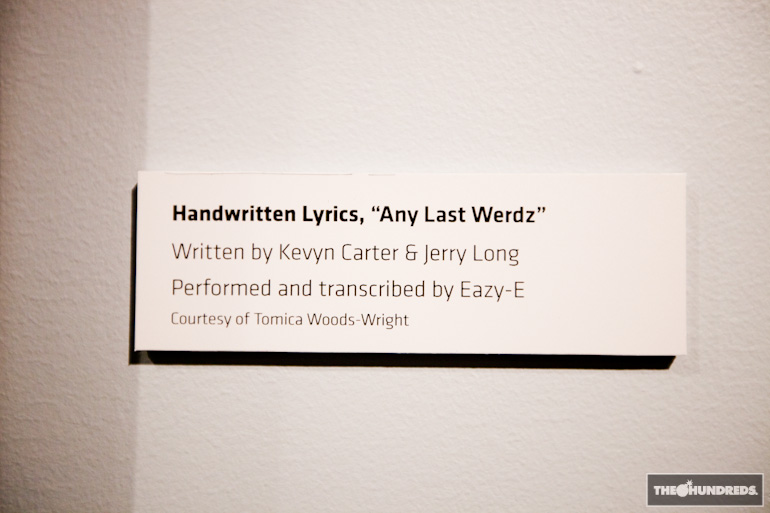 Handwritten Lyrics, “Any Last Werdz”
Written by Kevyn Carter & Jerry Long
Performed and transcribed by Eazy-E
Courtesy of Tomica Woods-Wright
THE HUNDREDS.